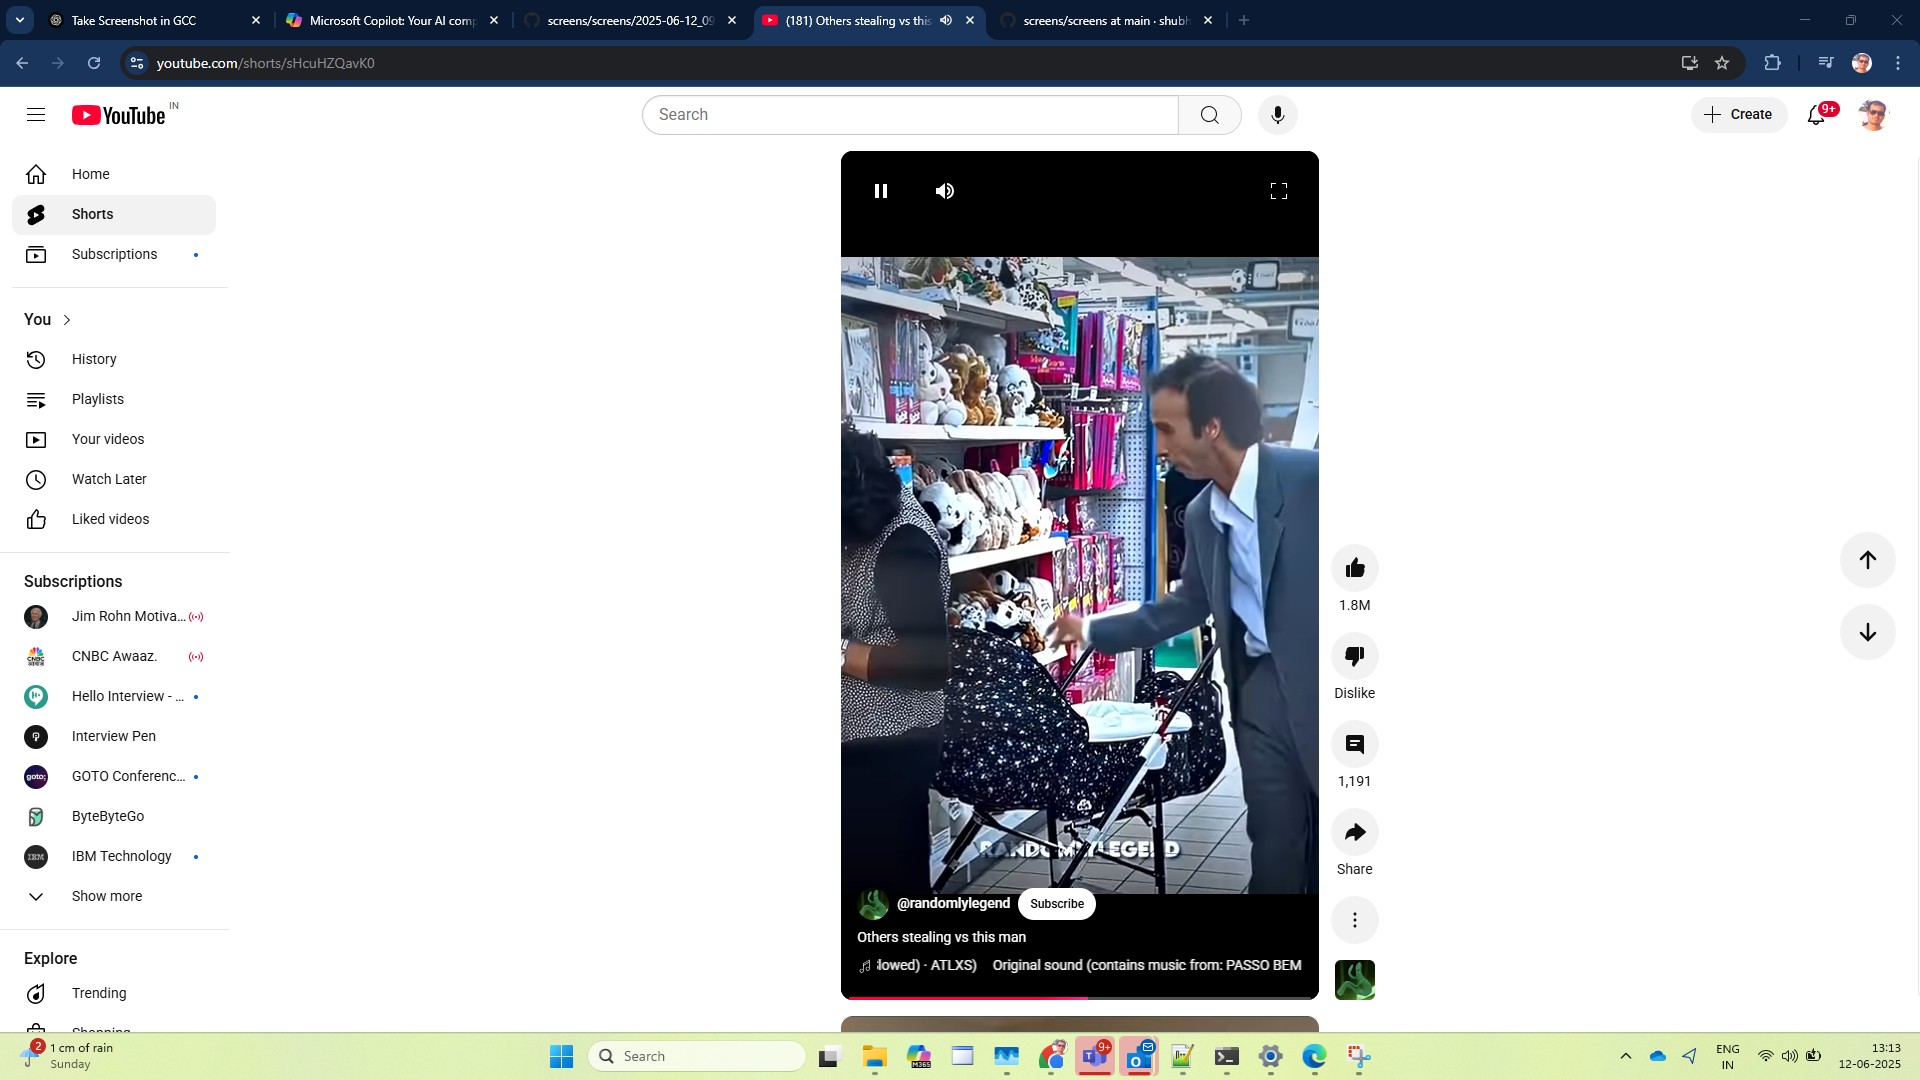 Take Screenshot in GCC
Microsoft Copilot: Your AI comp
screens/screens/2025-06-12_09
(181) Others stealing vs this
screens/screens at main · shubh
youtube.com/shorts/sHcuHZQavK0
YouTube IN
Search
Create
9+
Home
Shorts
Subscriptions
You
History
Playlists
Your videos
Watch Later
Liked videos
Subscriptions
Jim Rohn Motiva...
CNBC Awaaz.
Hello Interview - ...
Interview Pen
GOTO Conferenc...
ByteByteGo
IBM Technology
Show more
Explore
Trending
Shopping
RANDOMLYLEGEND
@randomlylegend Subscribe
Others stealing vs this man
lowed) · ATLXS) Original sound (contains music from: PASSO BEM
1.8M
Dislike
1,191
Share
2
1 cm of rain
Sunday
Search
M365
9+
ENG
IN
13:13
12-06-2025